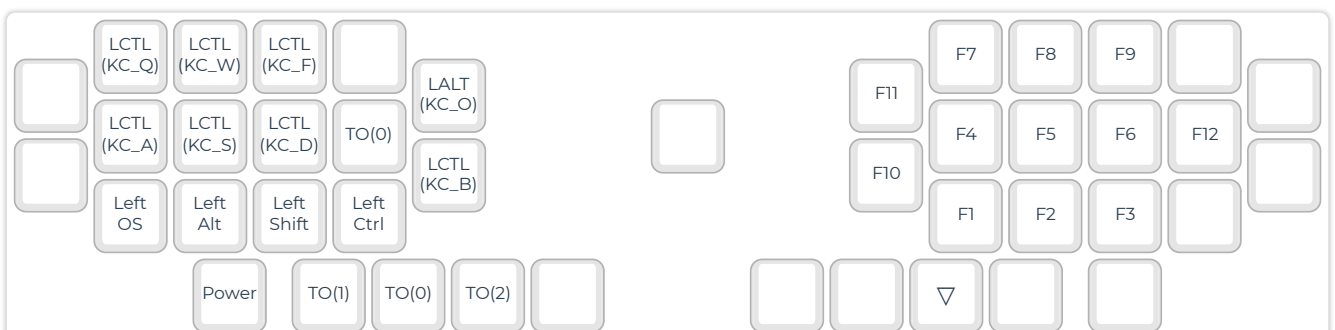 LCTL
(KC_Q)
LCTL
(KC_W)
LCTL
(KC_F)
LALT
(KC_O)
F11
F7
F8
F9
LCTL
(KC_A)
LCTL
(KC_S)
LCTL
(KC_D)
TO(0)
LCTL
(KC_B)
F10
F4
F5
F6
F12
Left
OS
Left
Alt
Left
Shift
Left
Ctrl
F1
F2
F3
Power
TO(1)
TO(0)
TO(2)
▽